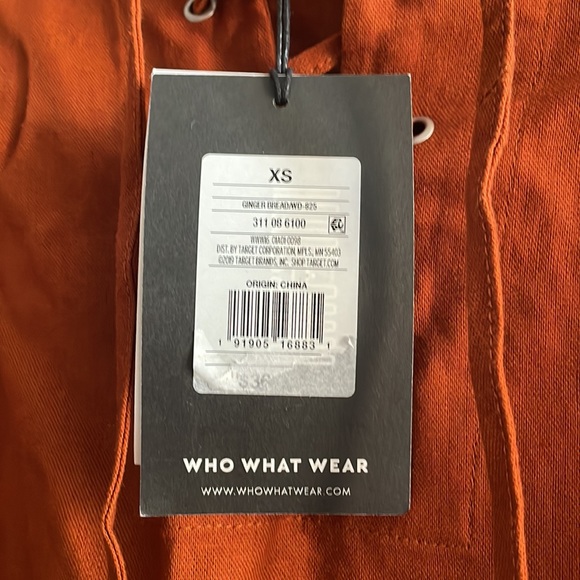 XS
GINGER BREAD/WD-825
311 08 6100
DIST. BY TARGET CORPORATION, MPLS., MN 55403
©2019 TARGET BRANDS, INC. SHOP TARGET.COM
ORIGIN: CHINA
1 91905 16883 1
WHO WHAT WEAR
WWW.WHOWHATWEAR.COM